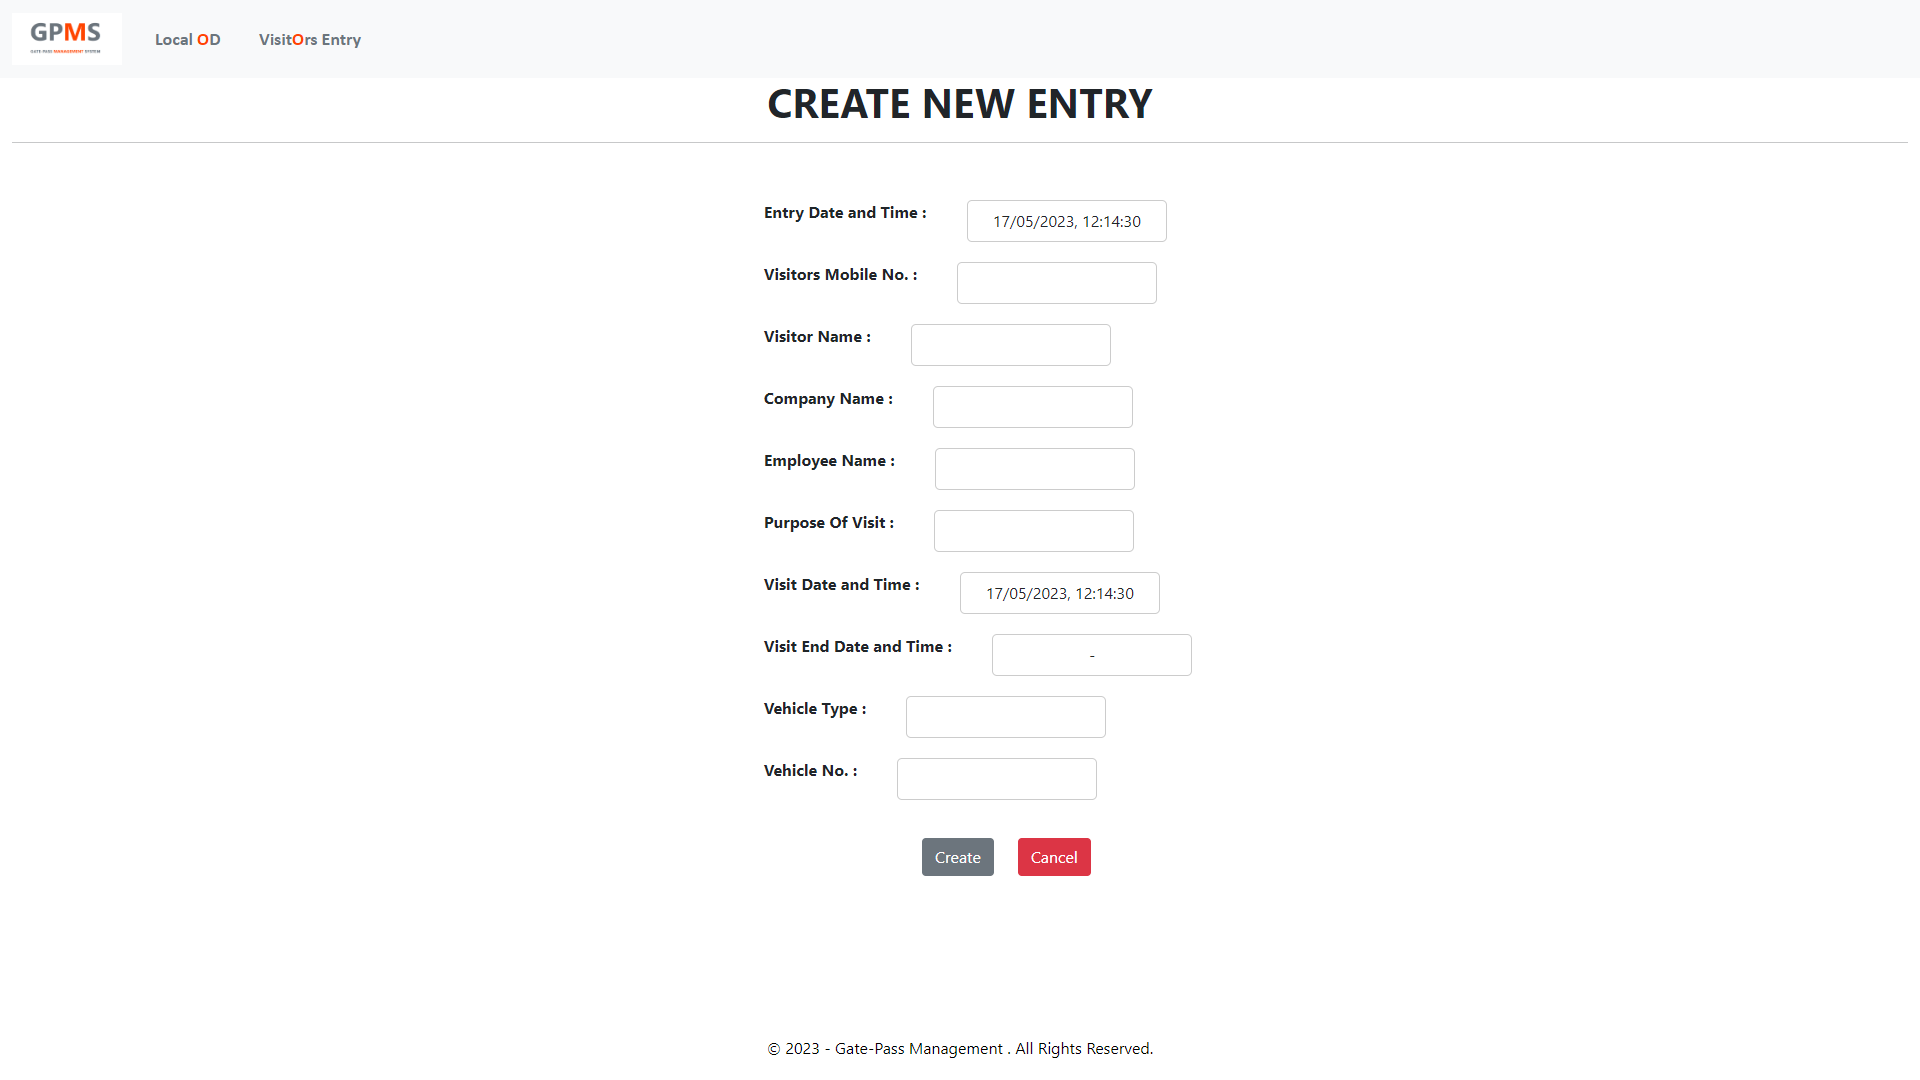 GPMS
GATE PASS MANAGEMENT SYSTEM
Local OD
VisitOrs Entry
CREATE NEW ENTRY
Entry Date and Time : 17/05/2023, 12:14:30
Visitors Mobile No. :
Visitor Name :
Company Name :
Employee Name :
Purpose Of Visit :
Visit Date and Time : 17/05/2023, 12:14:30
Visit End Date and Time : -
Vehicle Type :
Vehicle No. :
Create Cancel
© 2023 - Gate-Pass Management . All Rights Reserved.